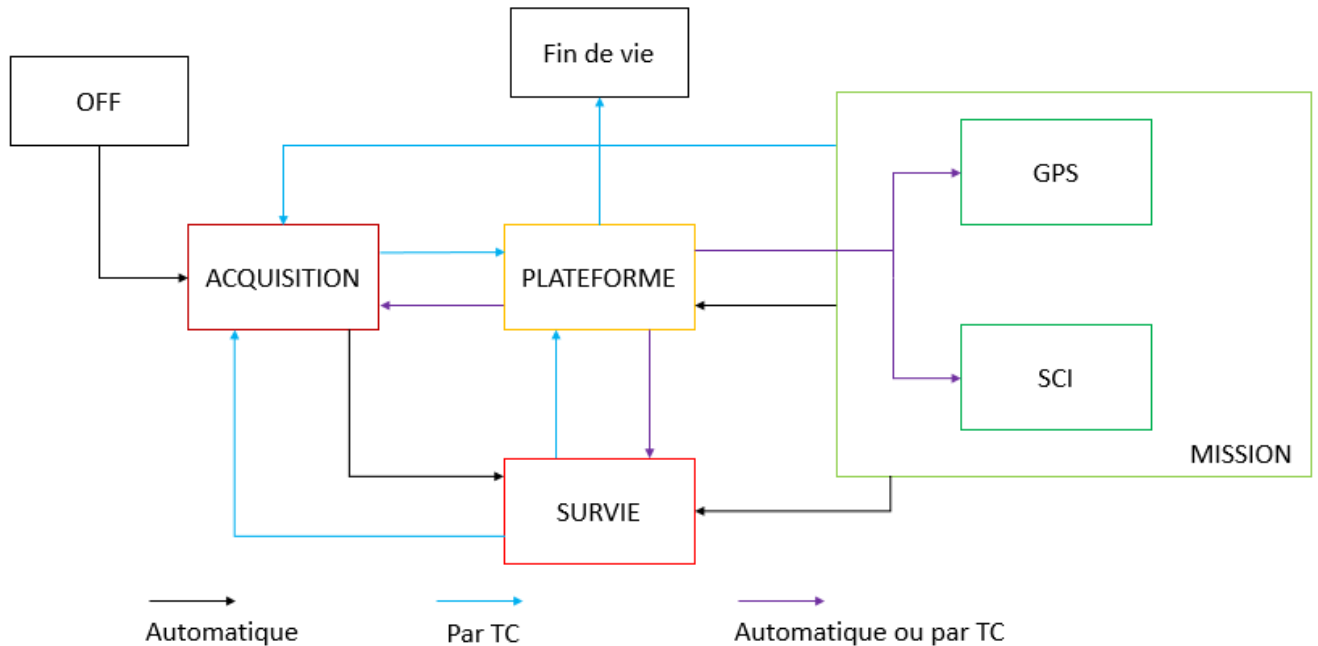 Fin de vie
OFF
GPS
ACQUISITION
PLATEFORME
SCI
MISSION
SURVIE
Automatique
Par TC
Automatique ou par TC